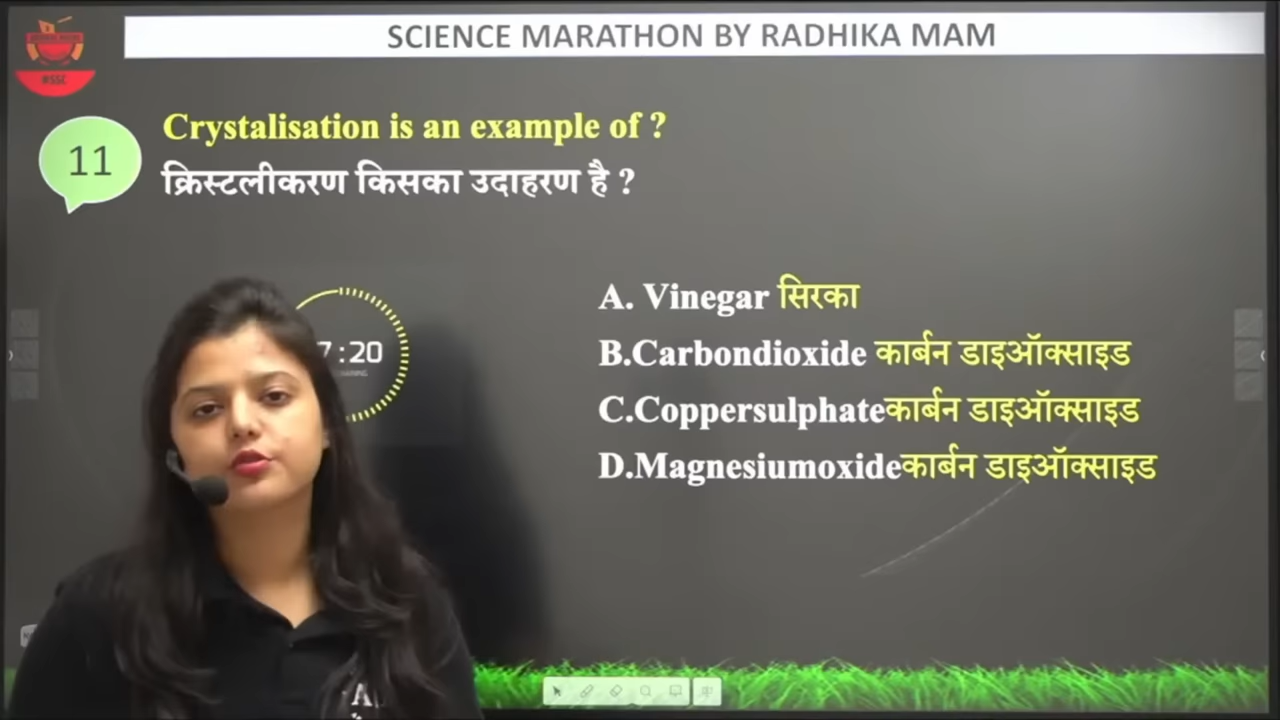 SCIENCE MARATHON BY RADHIKA MAM
#SSC
11
Crystalisation is an example of ?
क्रिस्टलीकरण किसका उदाहरण है ?
7:20
A. Vinegar सिरका
B.Carbondioxide कार्बन डाइऑक्साइड
C.Coppersulphateकार्बन डाइऑक्साइड
D.Magnesiumoxideकार्बन डाइऑक्साइड